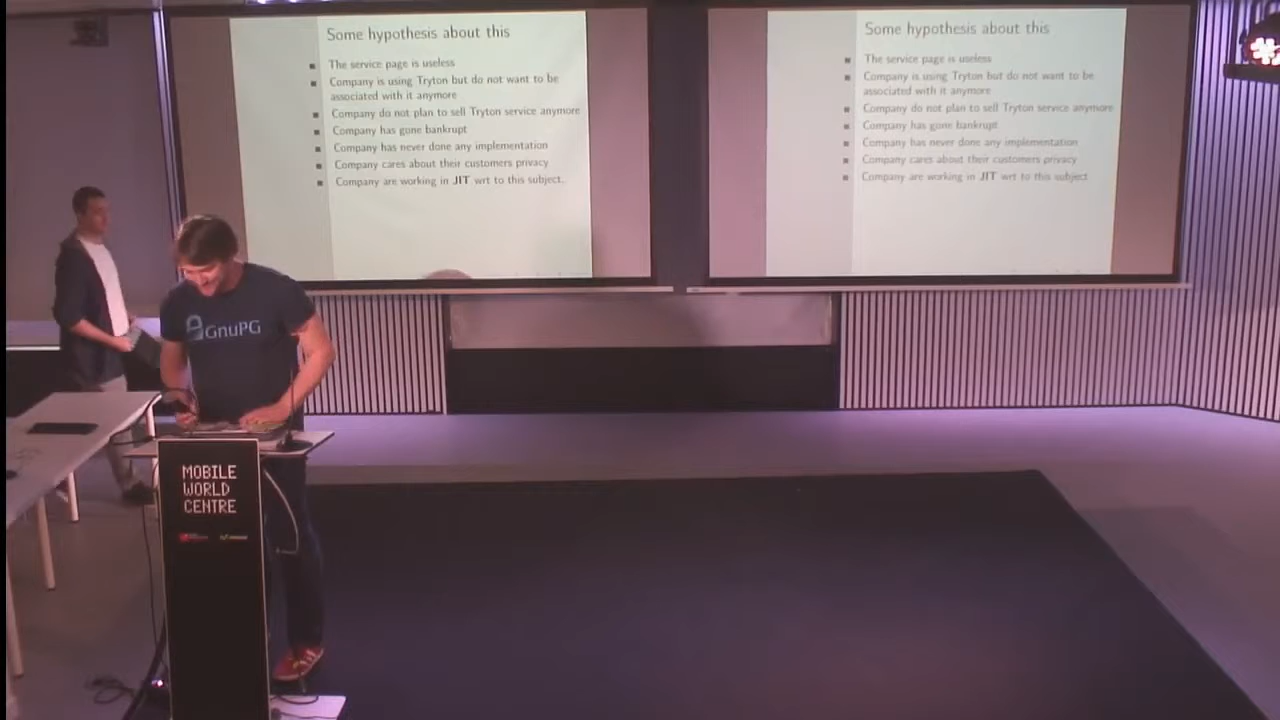 Some hypothesis about this
The service page is useless
Company is using Tryton but do not want to be
associated with it anymore
Company do not plan to sell Tryton service anymore
Company has gone bankrupt
Company has never done any implementation
Company cares about their customers privacy
Company are working in JIT wrt to this subject.
Some hypothesis about this
The service page is useless
Company is using Tryton but do not want to be
associated with it anymore
Company do not plan to sell Tryton service anymore
Company has gone bankrupt
Company has never done any implementation
Company cares about their customers privacy
Company are working in JIT wrt to this subject
GnuPG
MOBILE
WORLD
CENTRE